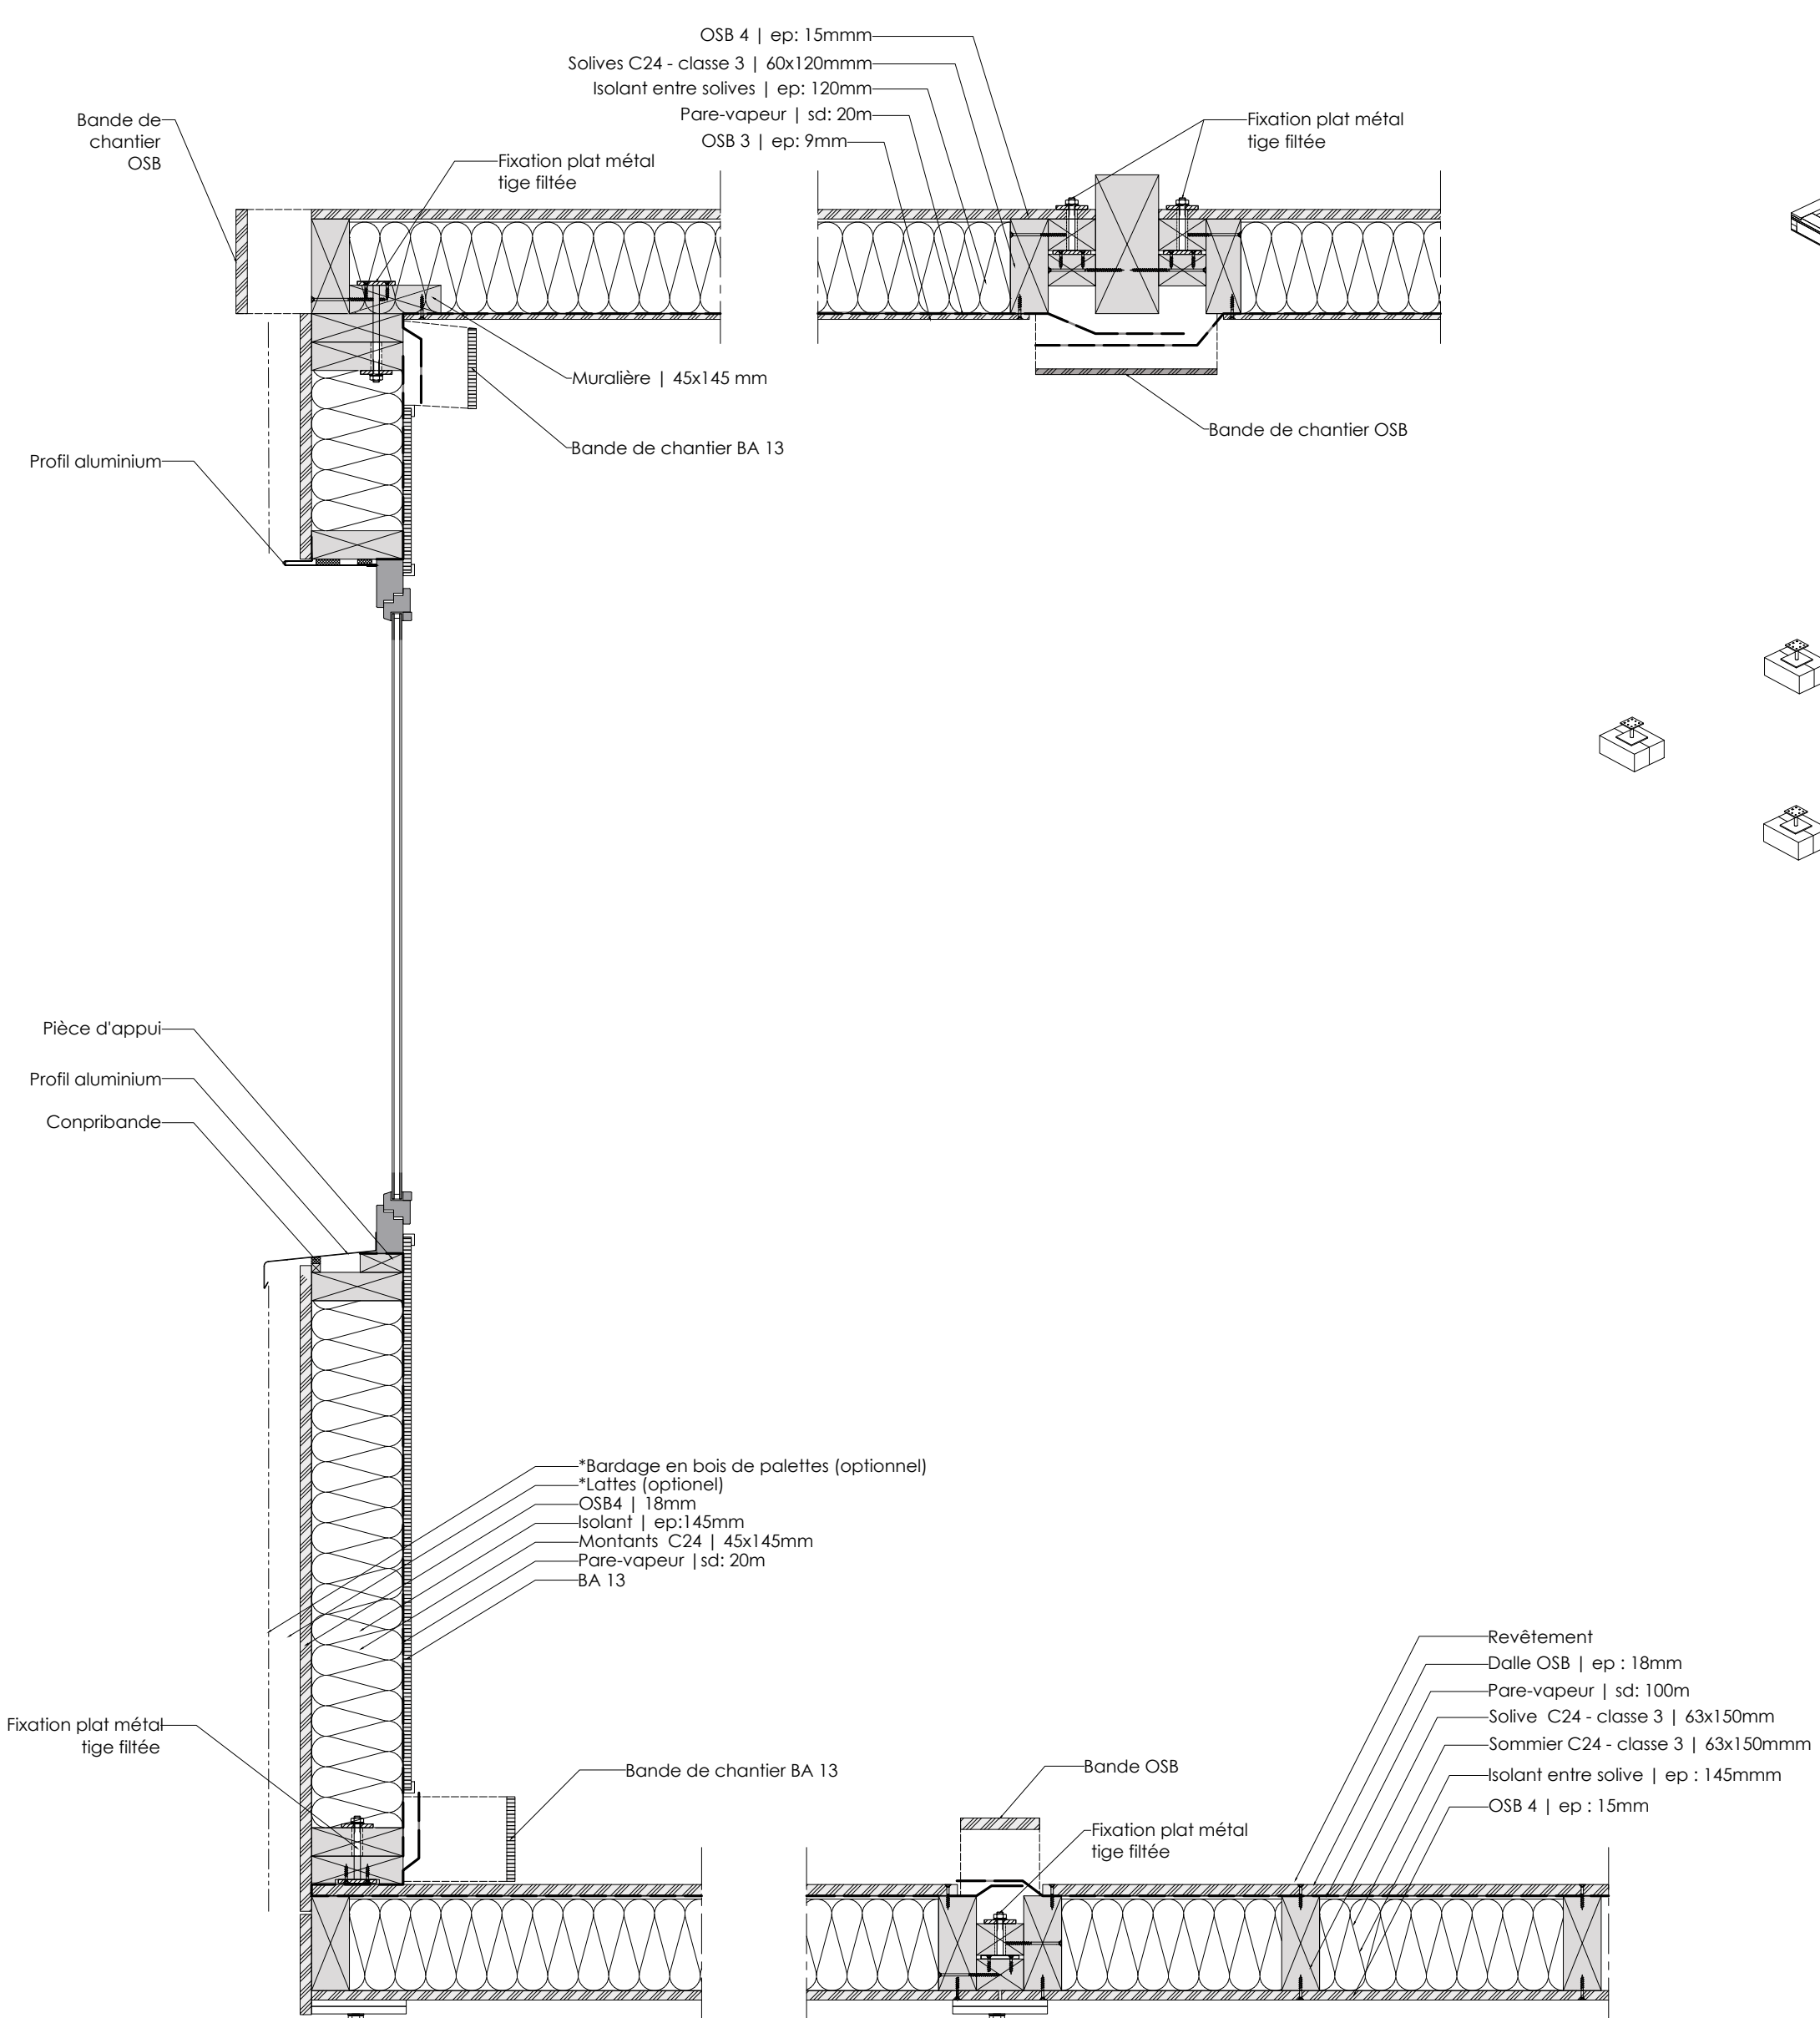 OSB 4 | ep: 15mmm
Solives C24 - classe 3 | 60x120mmm
Isolant entre solives | ep: 120mm
Pare-vapeur | sd: 20m
OSB 3 | ep: 9mm
Bande de
chantier
OSB
Fixation plat métal
tige filtée
Fixation plat métal
tige filtée
Muralière | 45x145 mm
Bande de chantier BA 13
Bande de chantier OSB
Profil aluminium
Pièce d'appui
Profil aluminium
Conpribande
*Bardage en bois de palettes (optionnel)
*Lattes (optionel)
OSB4 | 18mm
Isolant | ep:145mm
Montants C24 | 45x145mm
Pare-vapeur |sd: 20m
BA 13
Fixation plat métal
tige filtée
Bande de chantier BA 13
Bande OSB
Fixation plat métal
tige filtée
Revêtement
Dalle OSB | ep : 18mm
Pare-vapeur | sd: 100m
Solive C24 - classe 3 | 63x150mm
Sommier C24 - classe 3 | 63x150mmm
Isolant entre solive | ep : 145mmm
OSB 4 | ep : 15mm